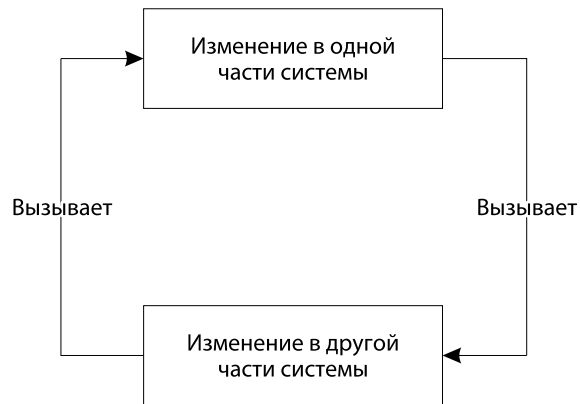 Изменение в одной
части системы
Вызывает
Вызывает
Изменение в другой
части системы